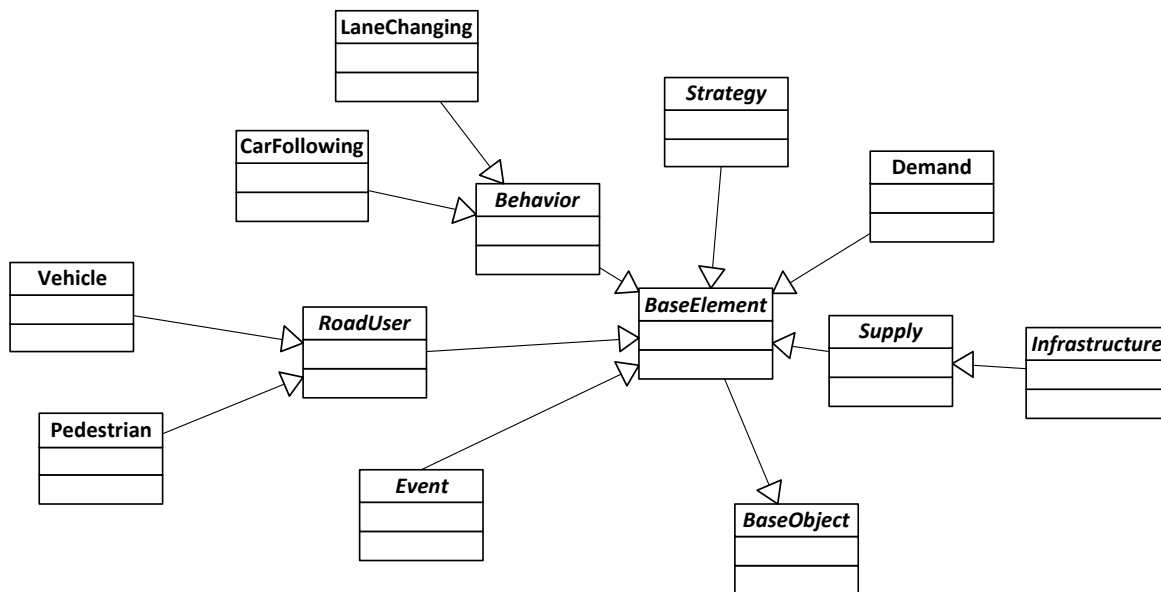 LaneChanging
Strategy
CarFollowing
Demand
Behavior
Vehicle
BaseElement
RoadUser
Supply
Infrastructure
Pedestrian
Event
BaseObject